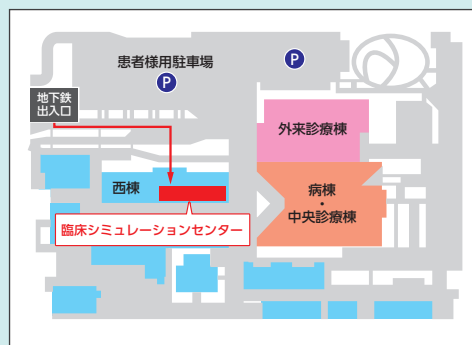 患者様用駐車場
P
P
地下鉄
出入口
外来診療棟
西棟
病棟
・
中央診療棟
臨床シミュレーションセンター